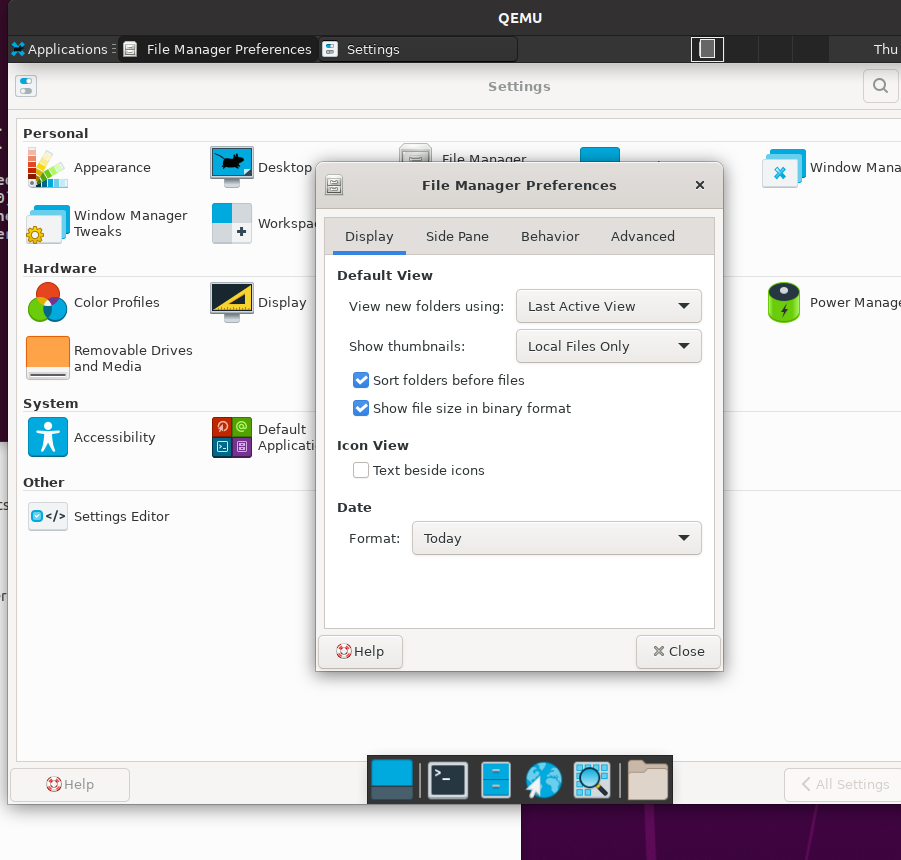 QEMU
Applications
File Manager Preferences
Settings
Thu
Settings
Personal
Appearance
Desktop
File Manager
Window Mana
Window Manager
Tweaks
Workspa
Hardware
Color Profiles
Display
Power Manage
Removable Drives
and Media
System
Accessibility
Default
Applicati
Other
Settings Editor
File Manager Preferences
Display
Side Pane
Behavior
Advanced
Default View
View new folders using:
Last Active View
Show thumbnails:
Local Files Only
Sort folders before files
Show file size in binary format
Icon View
Text beside icons
Date
Format:
Today
Help
Close
Help
All Settings